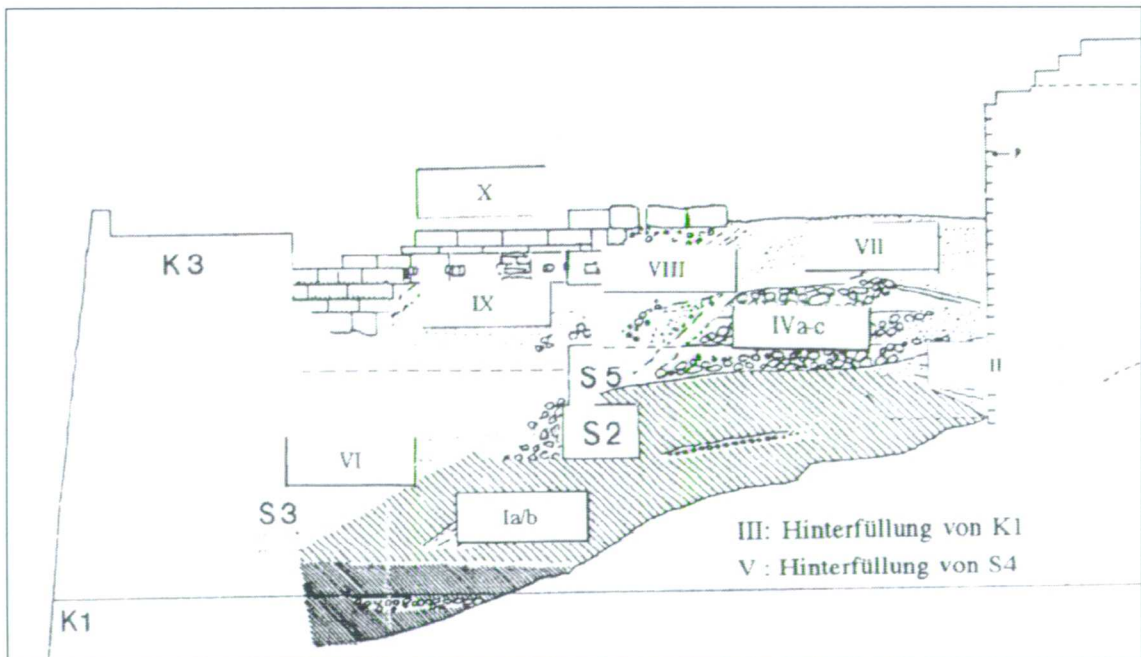 X
K3
VIII
VII
IX
IVa-c
S5
II
S2
VI
S3
Ia/b
III: Hinterfüllung von K1
V : Hinterfüllung von S4
K1